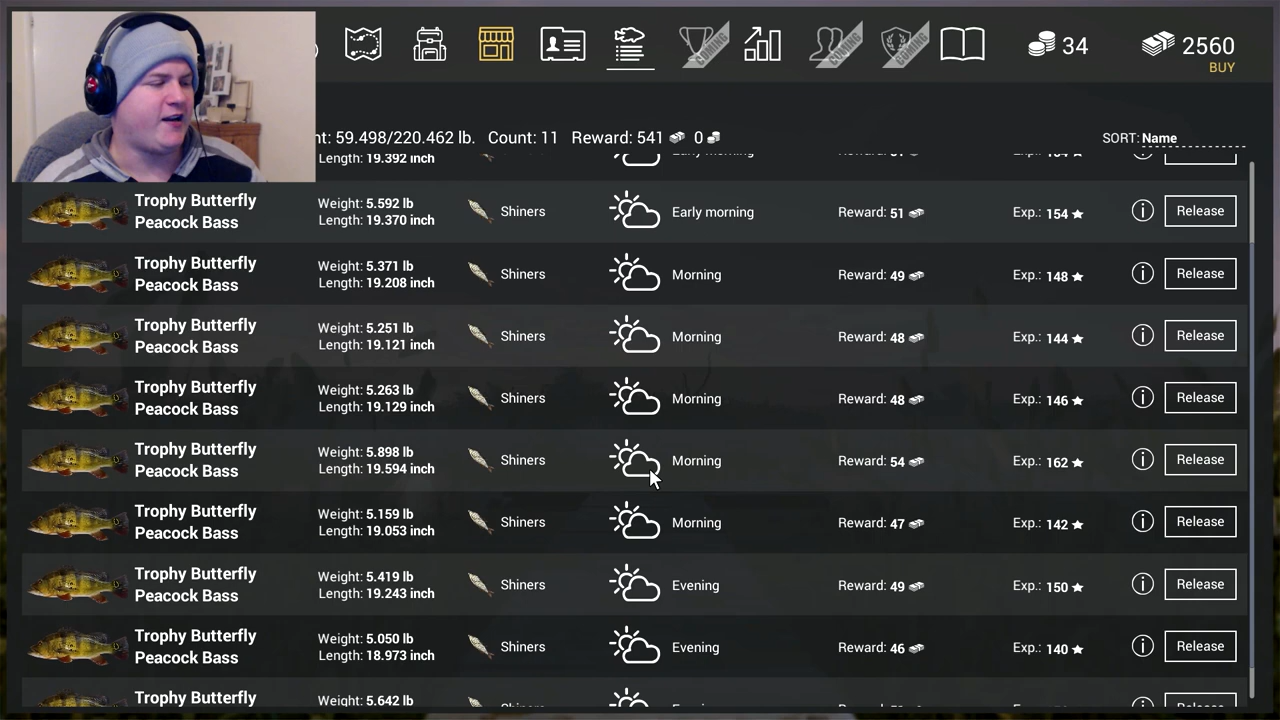 COMING COMING COMING 34 2560
BUY
nt: 59.498/220.462 lb. Count: 11 Reward: 541 0 SORT: Name
Length: 19.392 inch Early morning Release
Trophy Butterfly Peacock Bass Weight: 5.592 lb Length: 19.370 inch Shiners Early morning Reward: 51 Exp.: 154 Release
Trophy Butterfly Peacock Bass Weight: 5.371 lb Length: 19.208 inch Shiners Morning Reward: 49 Exp.: 148 Release
Trophy Butterfly Peacock Bass Weight: 5.251 lb Length: 19.121 inch Shiners Morning Reward: 48 Exp.: 144 Release
Trophy Butterfly Peacock Bass Weight: 5.263 lb Length: 19.129 inch Shiners Morning Reward: 48 Exp.: 146 Release
Trophy Butterfly Peacock Bass Weight: 5.898 lb Length: 19.594 inch Shiners Morning Reward: 54 Exp.: 162 Release
Trophy Butterfly Peacock Bass Weight: 5.159 lb Length: 19.053 inch Shiners Morning Reward: 47 Exp.: 142 Release
Trophy Butterfly Peacock Bass Weight: 5.419 lb Length: 19.243 inch Shiners Evening Reward: 49 Exp.: 150 Release
Trophy Butterfly Peacock Bass Weight: 5.050 lb Length: 18.973 inch Shiners Evening Reward: 46 Exp.: 140 Release
Trophy Butterfly Weight: 5.642 lb